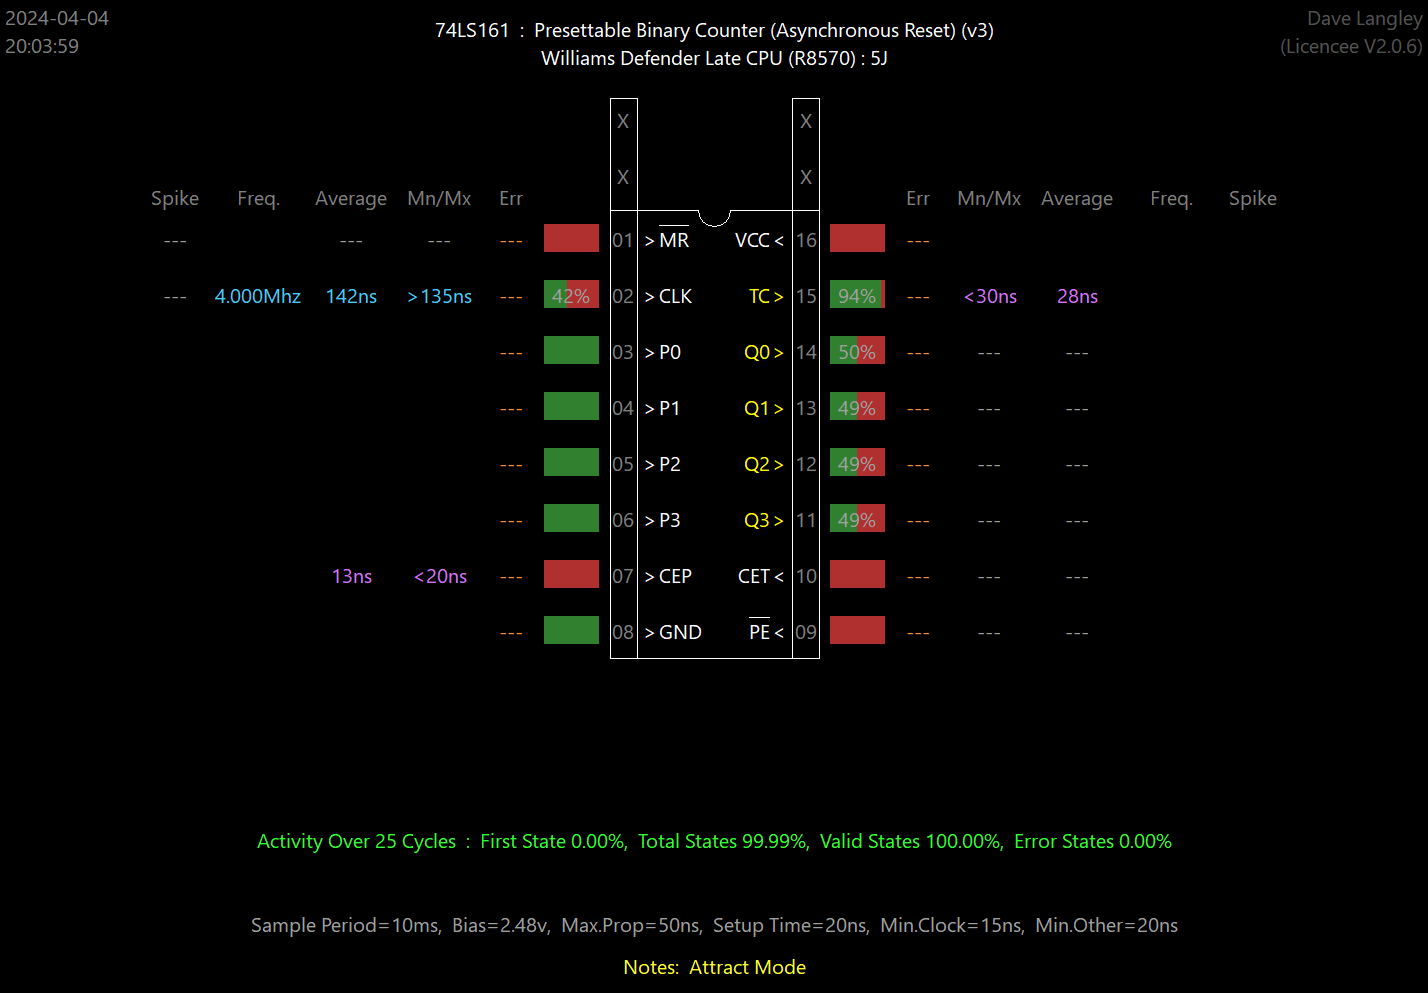 2024-04-04
20:03:59
74LS161 : Presettable Binary Counter (Asynchronous Reset) (v3)
Williams Defender Late CPU (R8570) : 5J
Dave Langley
(Licencee V2.0.6)
X X
X X
Spike Freq. Average Mn/Mx Err Err Mn/Mx Average Freq. Spike
--- --- --- --- 01 >MR VCC< 16 ---
--- 4.000Mhz 142ns >135ns --- 42% 02 >CLK TC> 15 94% --- <30ns 28ns
--- 03 >P0 Q0> 14 50% --- --- ---
--- 04 >P1 Q1> 13 49% --- --- ---
--- 05 >P2 Q2> 12 49% --- --- ---
--- 06 >P3 Q3> 11 49% --- --- ---
13ns <20ns --- 07 >CEP CET< 10 --- --- ---
--- 08 >GND PE< 09 --- --- ---
Activity Over 25 Cycles : First State 0.00%, Total States 99.99%, Valid States 100.00%, Error States 0.00%
Sample Period=10ms, Bias=2.48v, Max.Prop=50ns, Setup Time=20ns, Min.Clock=15ns, Min.Other=20ns
Notes: Attract Mode